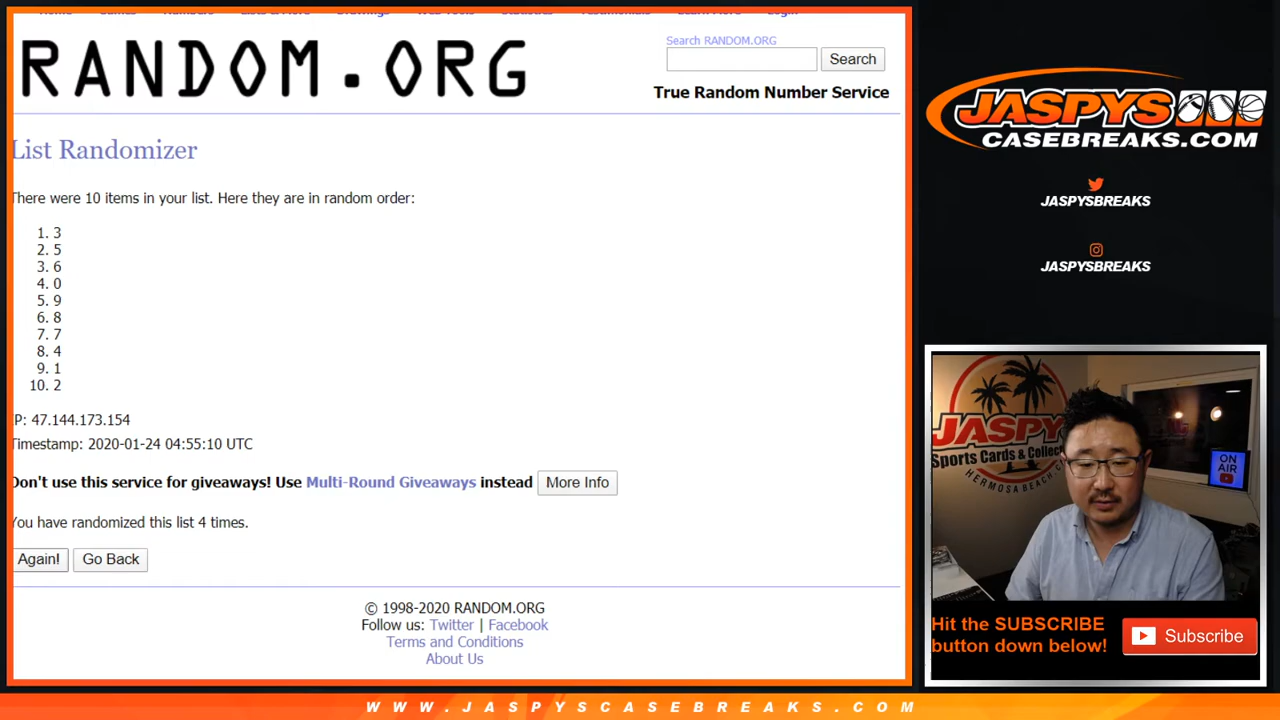 RANDOM.ORG
Search RANDOM.ORG
Search
True Random Number Service
List Randomizer
There were 10 items in your list. Here they are in random order:
1. 3
2. 5
3. 6
4. 0
5. 9
6. 8
7. 7
8. 4
9. 1
10. 2
IP: 47.144.173.154
Timestamp: 2020-01-24 04:55:10 UTC
Don't use this service for giveaways! Use Multi-Round Giveaways instead More Info
You have randomized this list 4 times.
Again! Go Back
© 1998-2020 RANDOM.ORG
Follow us: Twitter | Facebook
Terms and Conditions
About Us
JASPYS
CASEBREAKS.COM
JASPYSBREAKS
JASPYSBREAKS
JASPY
Sports Cards & Collec
HERMOSA BEACH, C
ON
AIR
Hit the SUBSCRIBE
button down below!
Subscribe
WWW.JASPYSCASEBREAKS.COM